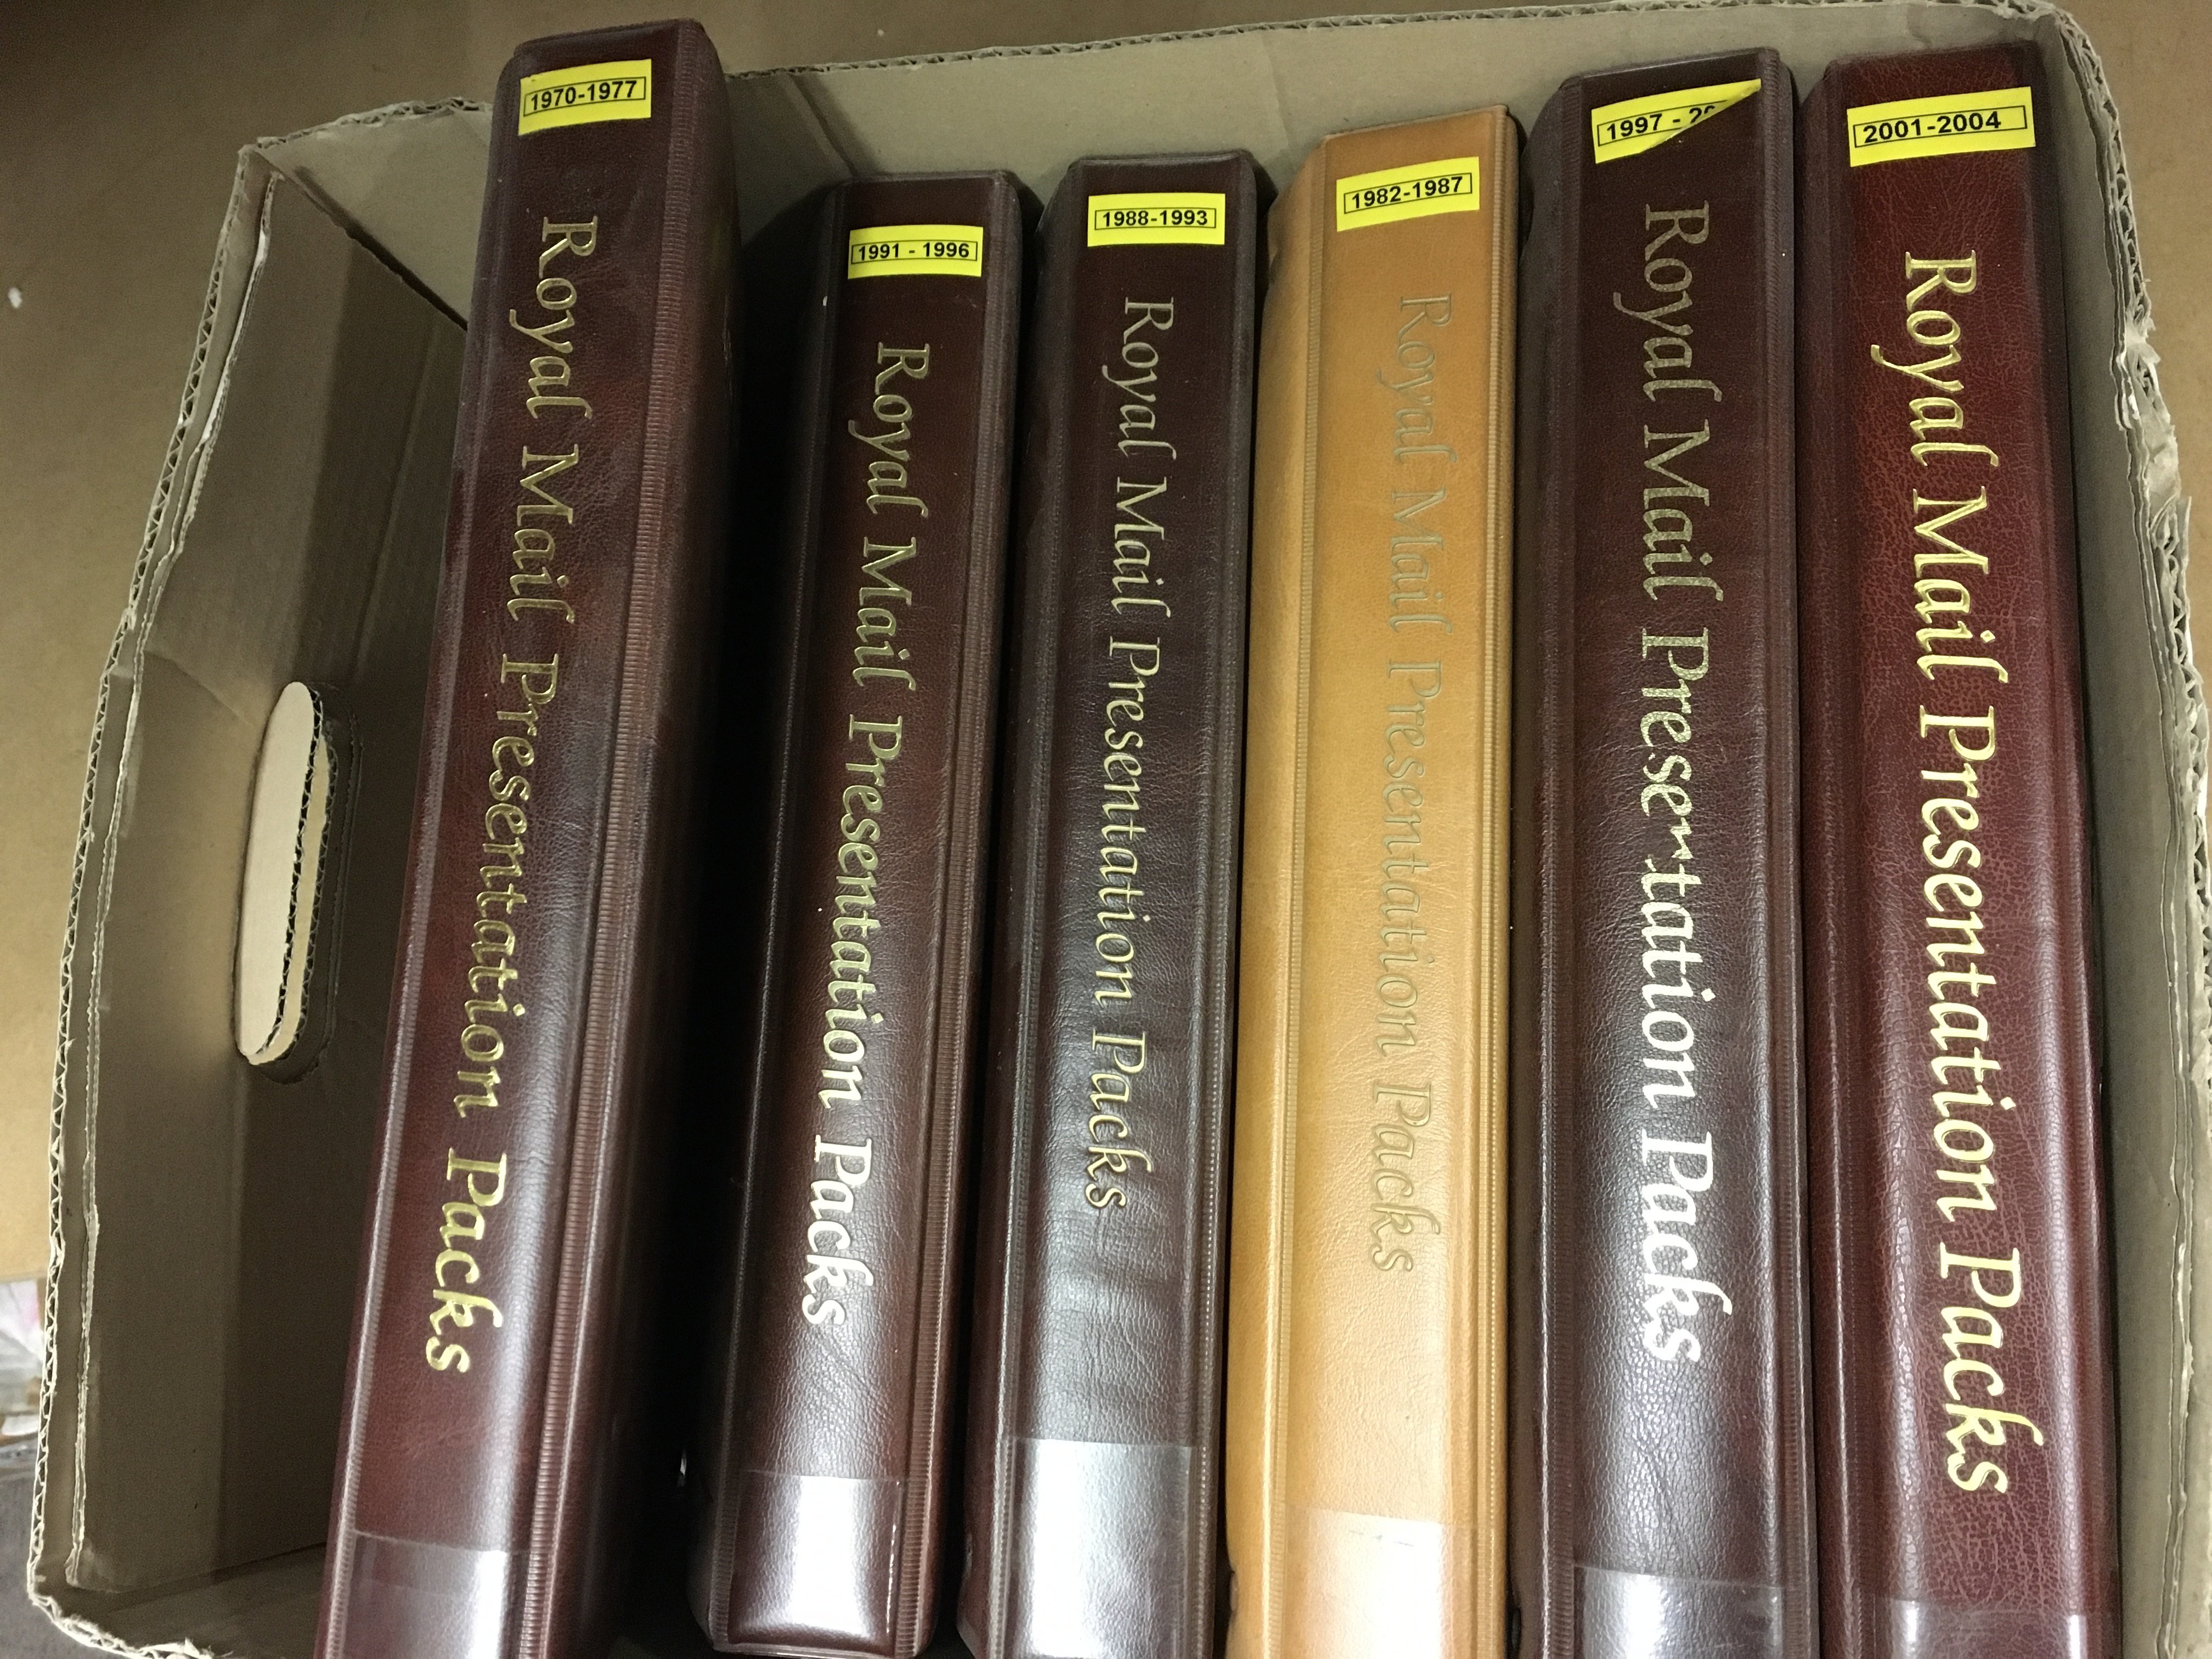 1970-1977
Royal Mail Presentation Packs
1991 - 1996
Royal Mail Presentation Packs
1988-1993
Royal Mail Presentation Packs
1982-1987
Royal Mail Presentation Packs
1997 -
Royal Mail Presentation Packs
2001-2004
Royal Mail Presentation Packs